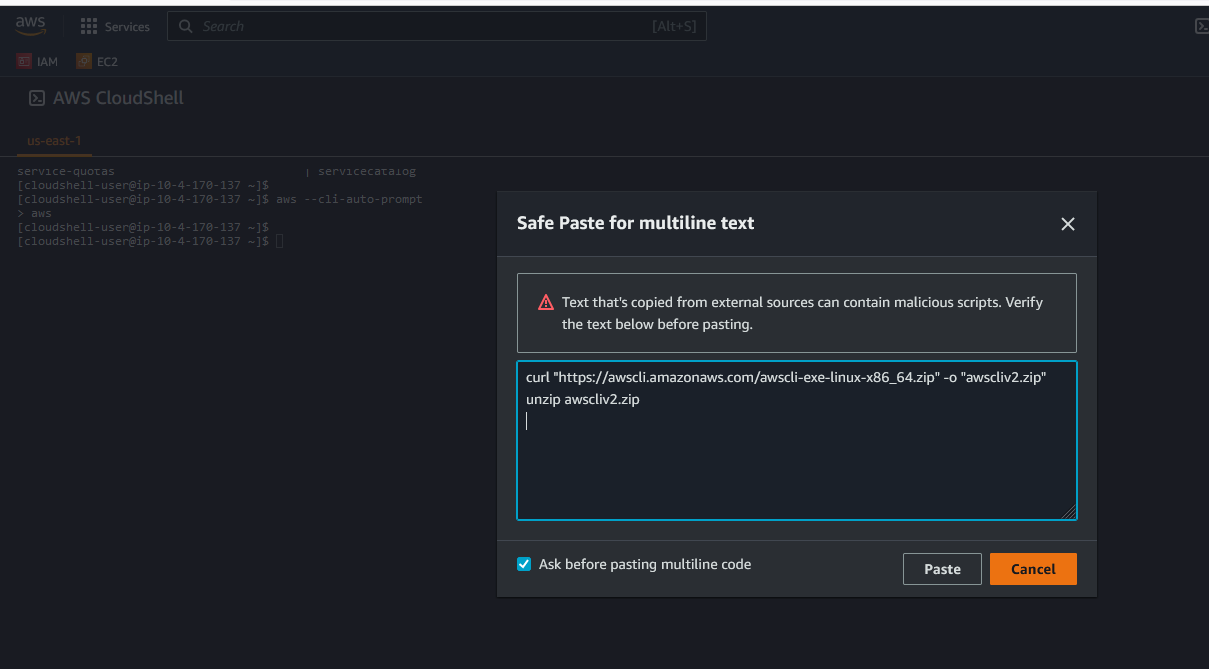 aws
Services
Search
[Alt+S]
IAM
EC2
AWS CloudShell
us-east-1
service-quotas | servicecatalog
[cloudshell-user@ip-10-4-170-137 ~]$
[cloudshell-user@ip-10-4-170-137 ~]$ aws --cli-auto-prompt
> aws
[cloudshell-user@ip-10-4-170-137 ~]$
[cloudshell-user@ip-10-4-170-137 ~]$
Safe Paste for multiline text
Text that's copied from external sources can contain malicious scripts. Verify
the text below before pasting.
curl "https://awscli.amazonaws.com/awscli-exe-linux-x86_64.zip" -o "awscliv2.zip"
unzip awscliv2.zip
Ask before pasting multiline code
Paste
Cancel